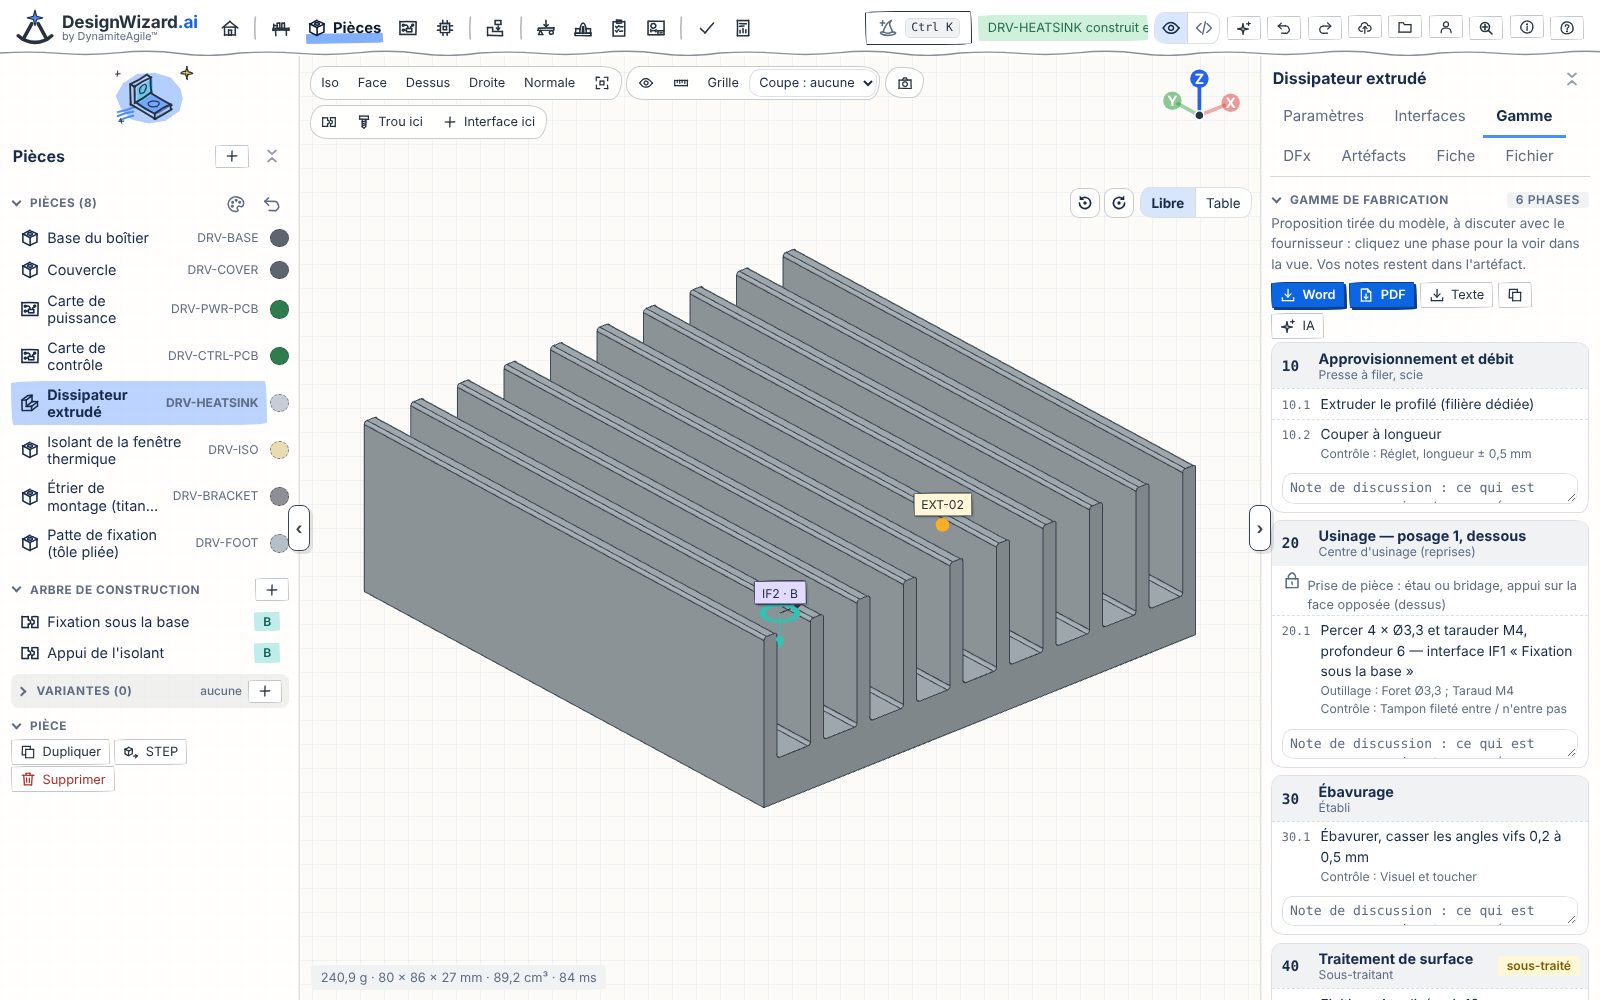 DesignWizard.ai
by DynamiteAgile™
Pièces
Ctrl K
DRV-HEATSINK construit e
Iso Face Dessus Droite Normale
Grille
Coupe : aucune
Trou ici
Interface ici
Z
Y
X
Libre
Table
Pièces
PIÈCES (8)
Base du boîtier DRV-BASE
Couvercle DRV-COVER
Carte de
puissance
DRV-PWR-PCB
Carte de
contrôle
DRV-CTRL-PCB
Dissipateur
extrudé
DRV-HEATSINK
Isolant de la fenêtre
thermique
DRV-ISO
Étrier de
montage (titan...
DRV-BRACKET
Patte de fixation
(tôle pliée)
DRV-FOOT
ARBRE DE CONSTRUCTION
Fixation sous la base B
Appui de l'isolant B
VARIANTES (0) aucune
PIÈCE
Dupliquer
STEP
Supprimer
EXT-02
IF2 · B
240,9 g · 80 × 86 × 27 mm · 89,2 cm³ · 84 ms
Dissipateur extrudé
Paramètres Interfaces Gamme
DFx Artéfacts Fiche Fichier
GAMME DE FABRICATION 6 PHASES
Proposition tirée du modèle, à discuter avec le
fournisseur : cliquez une phase pour la voir dans
la vue. Vos notes restent dans l'artéfact.
Word PDF Texte
IA
10 Approvisionnement et débit
Presse à filer, scie
10.1 Extruder le profilé (filière dédiée)
10.2 Couper à longueur
Contrôle : Réglet, longueur ± 0,5 mm
Note de discussion : ce qui est
20 Usinage — posage 1, dessous
Centre d'usinage (reprises)
Prise de pièce : étau ou bridage, appui sur la
face opposée (dessus)
20.1 Percer 4 × Ø3,3 et tarauder M4,
profondeur 6 — interface IF1 « Fixation
sous la base »
Outillage : Foret Ø3,3 ; Taraud M4
Contrôle : Tampon fileté entre / n'entre pas
Note de discussion : ce qui est
30 Ébavurage
Établi
30.1 Ébavurer, casser les angles vifs 0,2 à
0,5 mm
Contrôle : Visuel et toucher
Note de discussion : ce qui est
40 Traitement de surface sous-traité
Sous-traitant